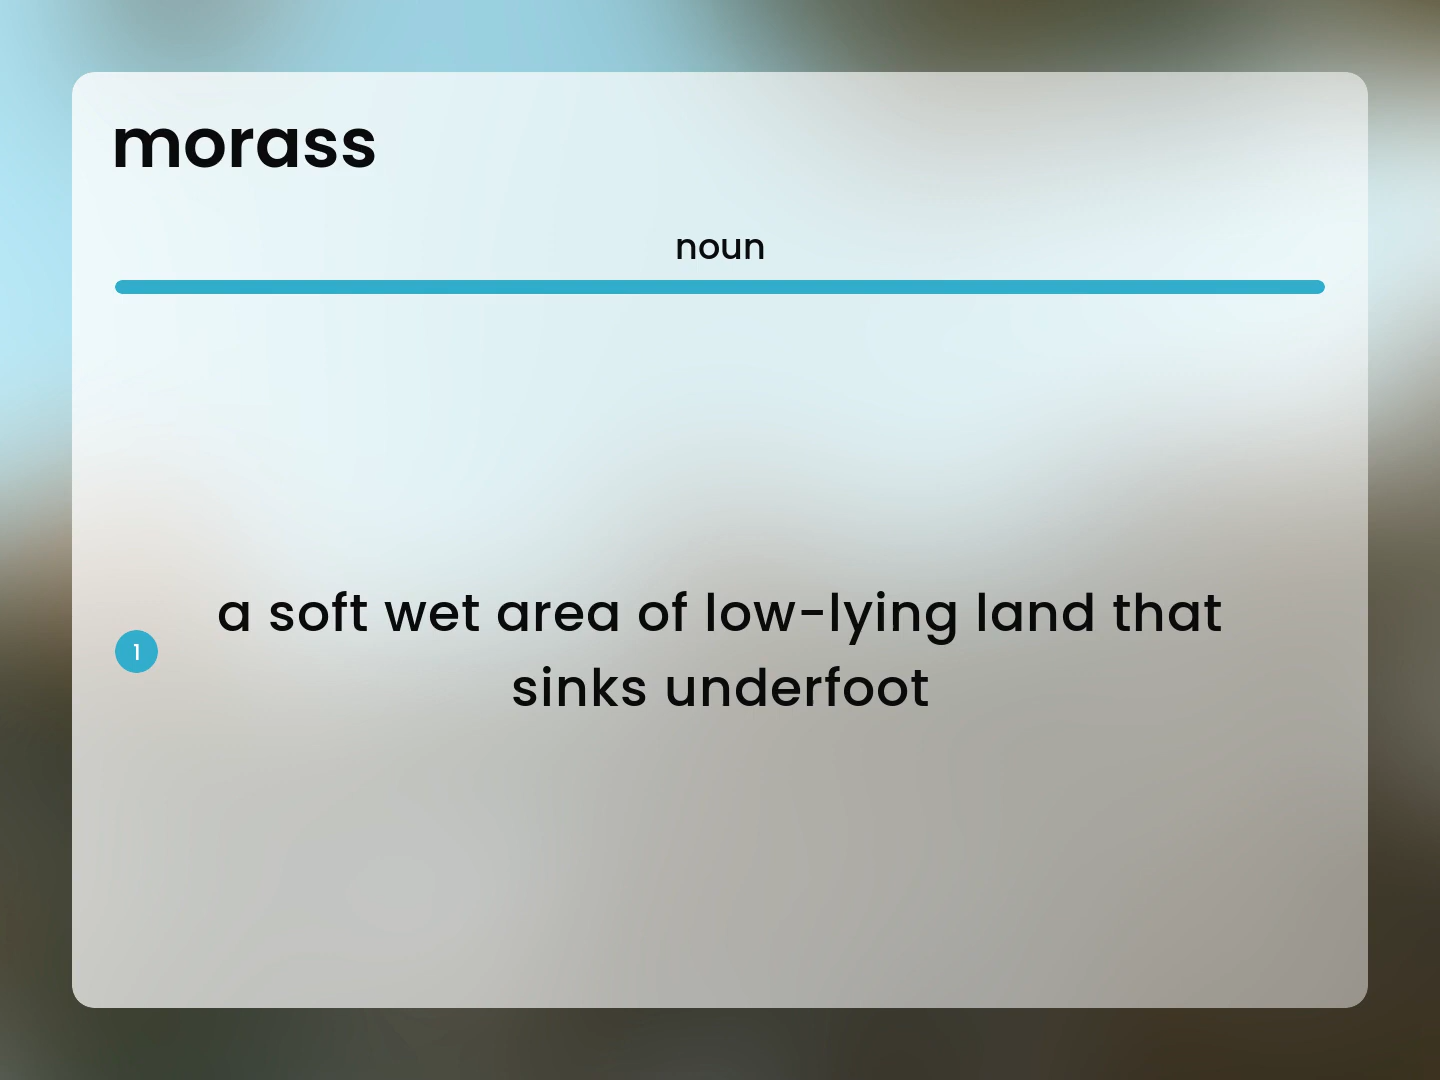 morass
noun
1
a soft wet area of low-lying land that
sinks underfoot